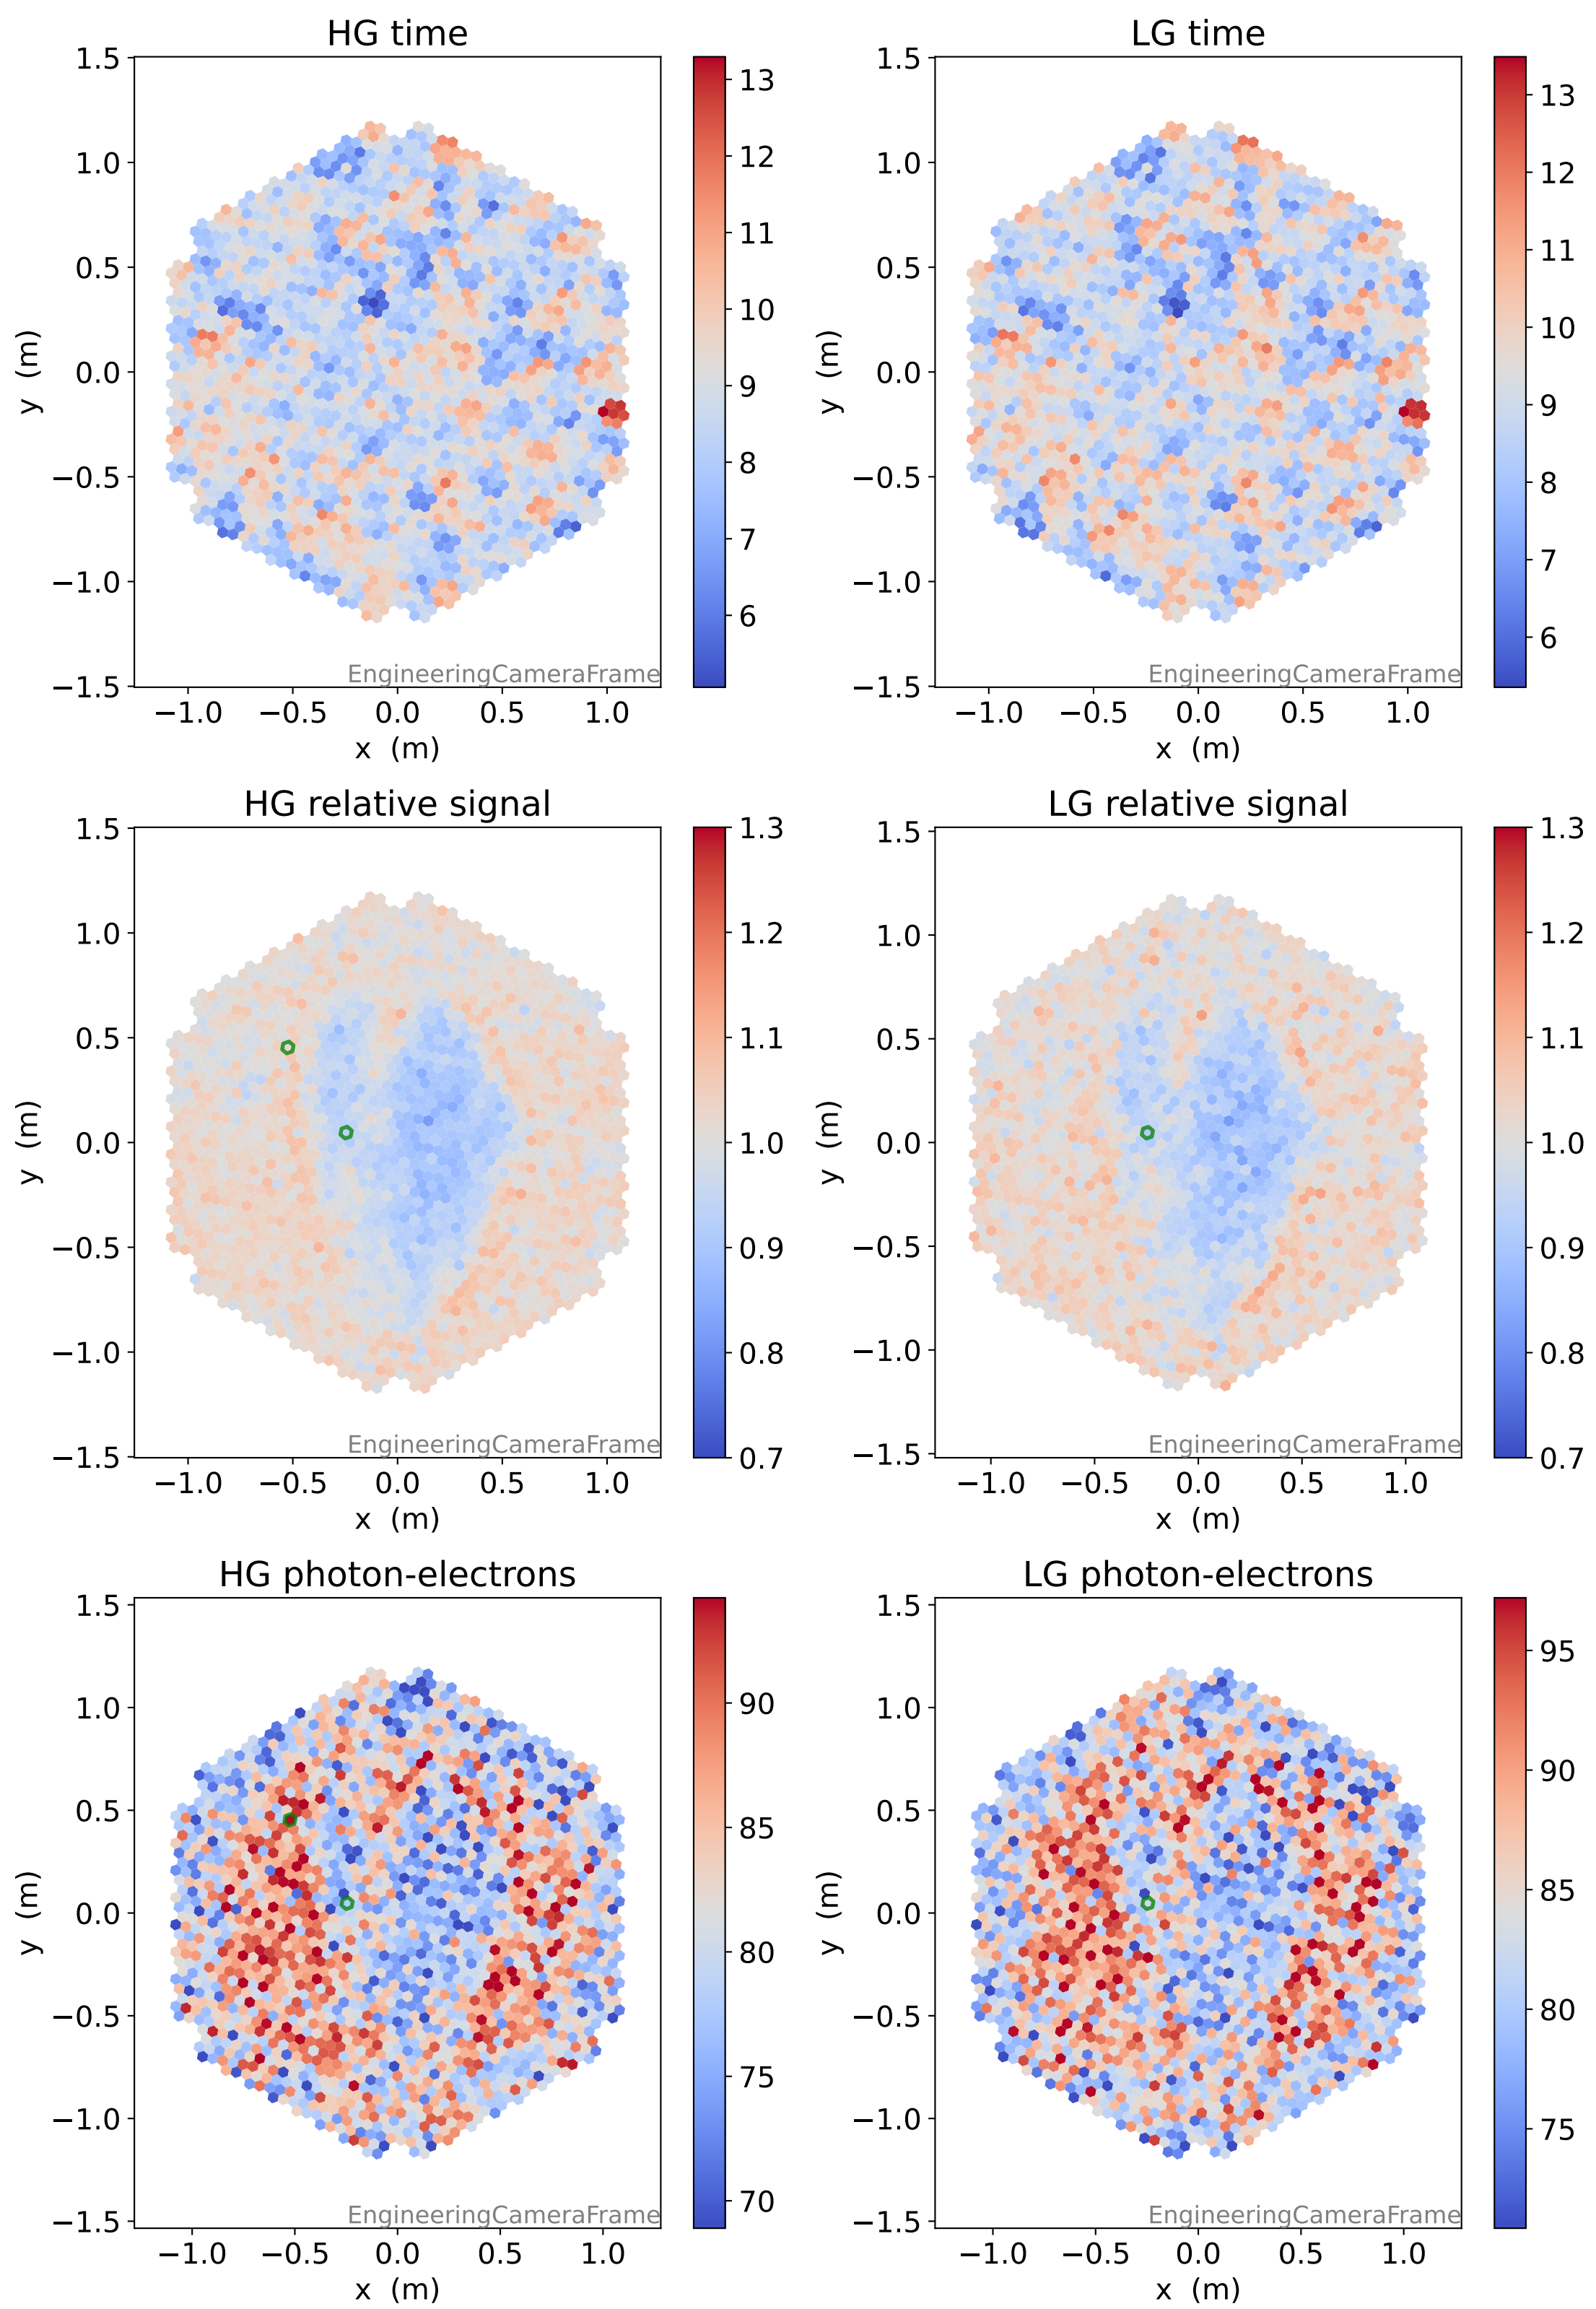 HG time
1.5
1.0
0.5
0.0
−0.5
−1.0
−1.5
y (m)
−1.0 −0.5 0.0 0.5 1.0
x (m)
EngineeringCameraFrame
13
12
11
10
9
8
7
6
LG time
1.5
1.0
0.5
0.0
−0.5
−1.0
−1.5
y (m)
−1.0 −0.5 0.0 0.5 1.0
x (m)
EngineeringCameraFrame
13
12
11
10
9
8
7
6
HG relative signal
1.5
1.0
0.5
0.0
−0.5
−1.0
−1.5
y (m)
−1.0 −0.5 0.0 0.5 1.0
x (m)
EngineeringCameraFrame
1.3
1.2
1.1
1.0
0.9
0.8
0.7
LG relative signal
1.5
1.0
0.5
0.0
−0.5
−1.0
−1.5
y (m)
−1.0 −0.5 0.0 0.5 1.0
x (m)
EngineeringCameraFrame
1.3
1.2
1.1
1.0
0.9
0.8
0.7
HG photon-electrons
1.5
1.0
0.5
0.0
−0.5
−1.0
−1.5
y (m)
−1.0 −0.5 0.0 0.5 1.0
x (m)
EngineeringCameraFrame
90
85
80
75
70
LG photon-electrons
1.5
1.0
0.5
0.0
−0.5
−1.0
−1.5
y (m)
−1.0 −0.5 0.0 0.5 1.0
x (m)
EngineeringCameraFrame
95
90
85
80
75